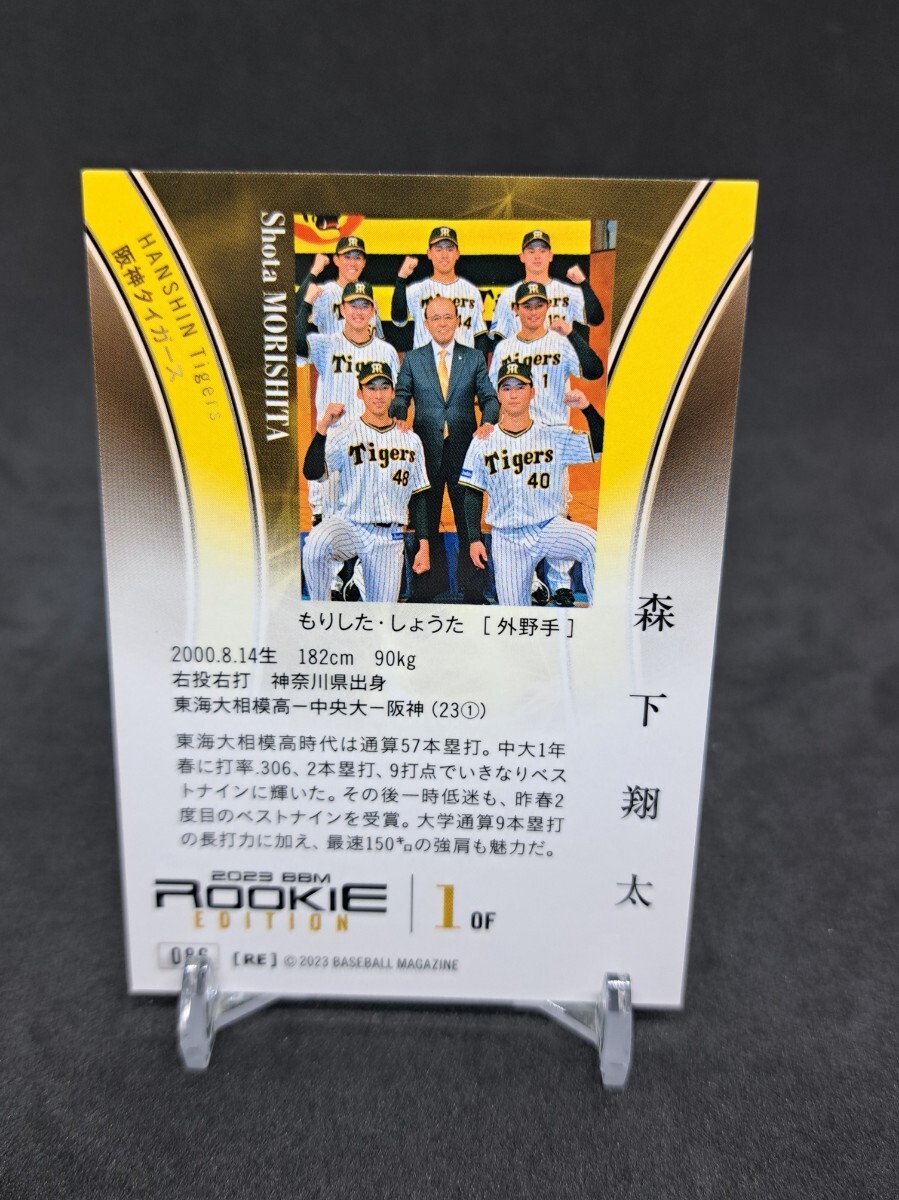 HANSHIN Tigers
阪神タイガース
Shota MORISHITA
Tigers
48
Tigers
40
Tigers
Tigers
1
もりした・しょうた [外野手]
2000.8.14生 182cm 90kg
右投右打 神奈川県出身
東海大相模高－中央大－阪神（23①）
東海大相模高時代は通算57本塁打。中大1年
春に打率.306、2本塁打、9打点でいきなりベス
トナインに輝いた。その後一時低迷も、昨春2
度目のベストナインを受賞。大学通算9本塁打
の長打力に加え、最速150㌔の強肩も魅力だ。
森下翔太
2023 BBM
ROOKIE
EDITION
1 OF
[RE] ©2023 BASEBALL MAGAZINE